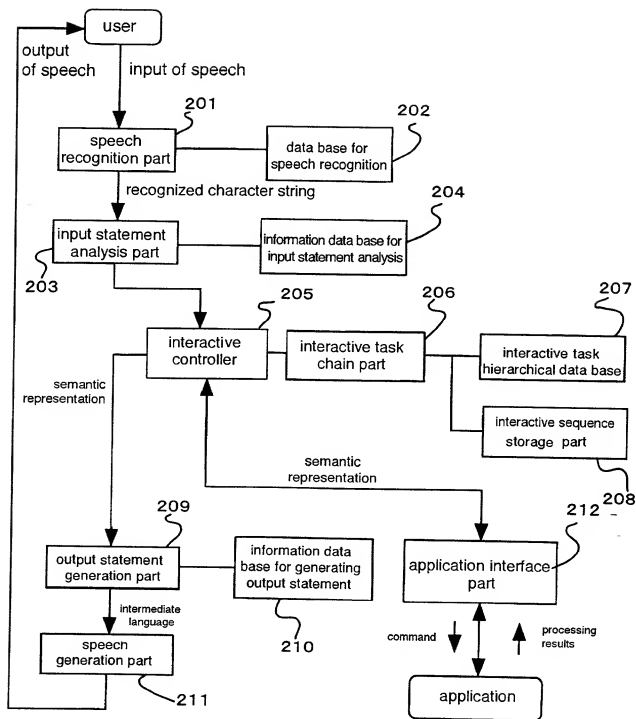 user
output
of speech
input of speech
201
202
speech
recognition part
data base for
speech recognition
recognized character string
204
input statement
analysis part
information data base for
input statement analysis
203
205
206
207
interactive
controller
interactive task
chain part
interactive task
hierarchical data base
semantic
representation
interactive sequence
storage part
semantic
representation
208
209
212
output statement
generation part
information data
base for generating
output statement
application interface
part
intermediate
language
210
command
processing
results
speech
generation part
211
application